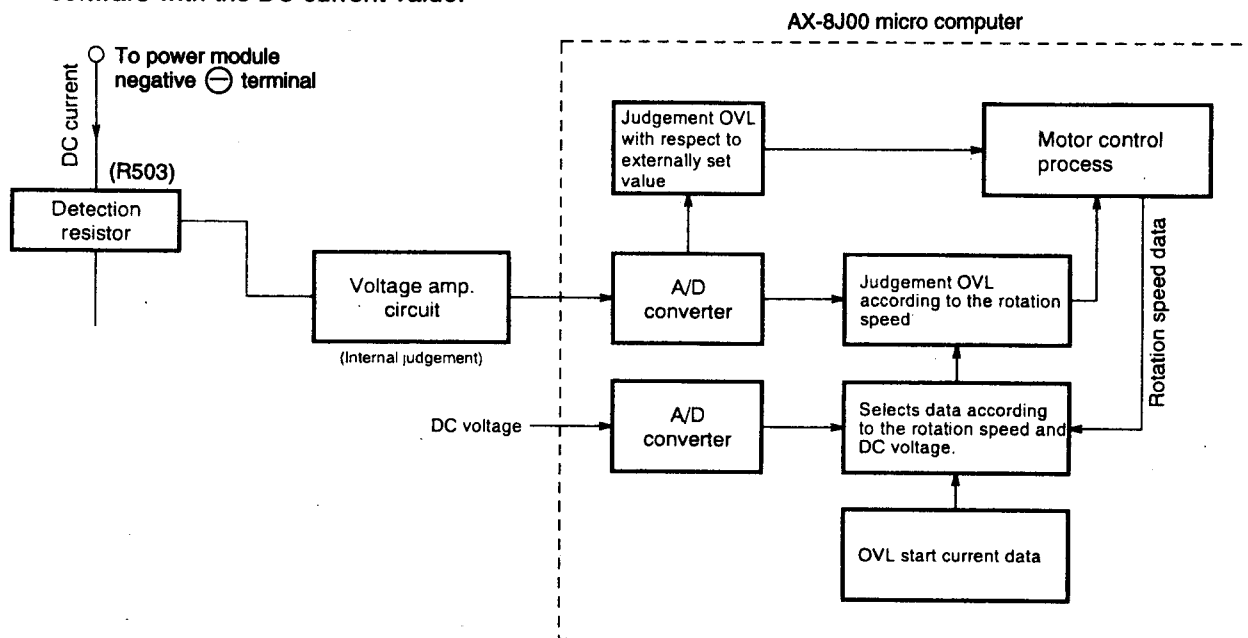 AX-8J00 micro computer
To power module
negative ⊖ terminal
DC current
(R503)
Detection
resistor
Voltage amp.
circuit
(Internal judgement)
Judgement OVL
with respect to
externally set
value
Motor control
process
A/D
converter
Judgement OVL
according to the rotation
speed
Rotation speed data
DC voltage
A/D
converter
Selects data according
to the rotation speed and
DC voltage.
OVL start current data